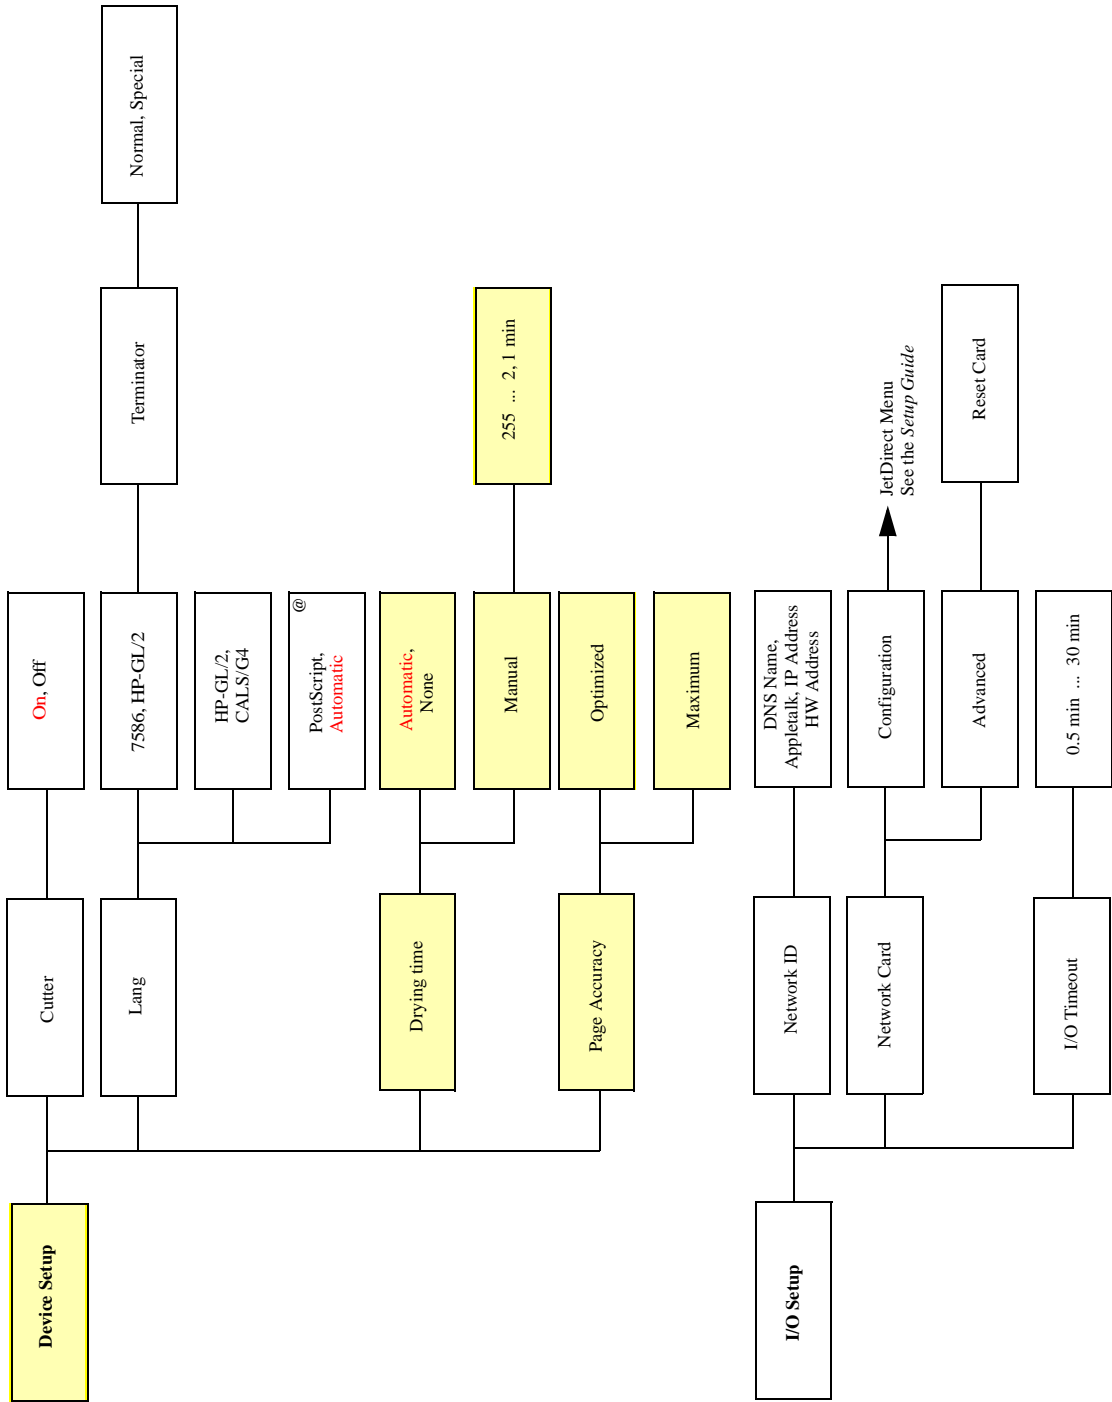 Device Setup
Cutter
On, Off
Lang
7586, HP-GL/2
Terminator
Normal, Special
HP-GL/2,
CALS/G4
PostScript,
Automatic
@
Drying time
Automatic,
None
Manual
255 ... 2, 1 min
Page Accuracy
Optimized
Maximum
I/O Setup
Network ID
DNS Name,
Appletalk, IP Address
HW Address
Network Card
Configuration
JetDirect Menu
See the Setup Guide
Advanced
Reset Card
I/O Timeout
0.5 min ... 30 min